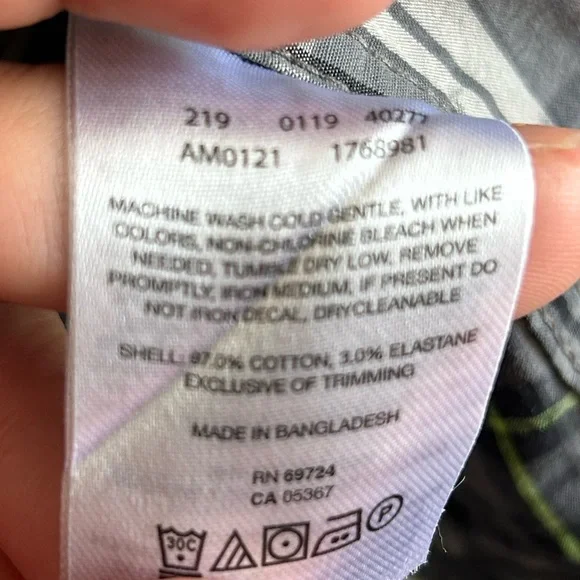 219 0119 40277
AM0121 1768981
MACHINE WASH COLD GENTLE, WITH LIKE
COLORS, NON-CHLORINE BLEACH WHEN
NEEDED, TUMBLE DRY LOW. REMOVE
PROMPTLY, IRON MEDIUM, IF PRESENT DO
NOT IRON DECAL, DRYCLEANABLE
SHELL: 97.0% COTTON, 3.0% ELASTANE
EXCLUSIVE OF TRIMMING
MADE IN BANGLADESH
RN 69724
CA 05367
30C P